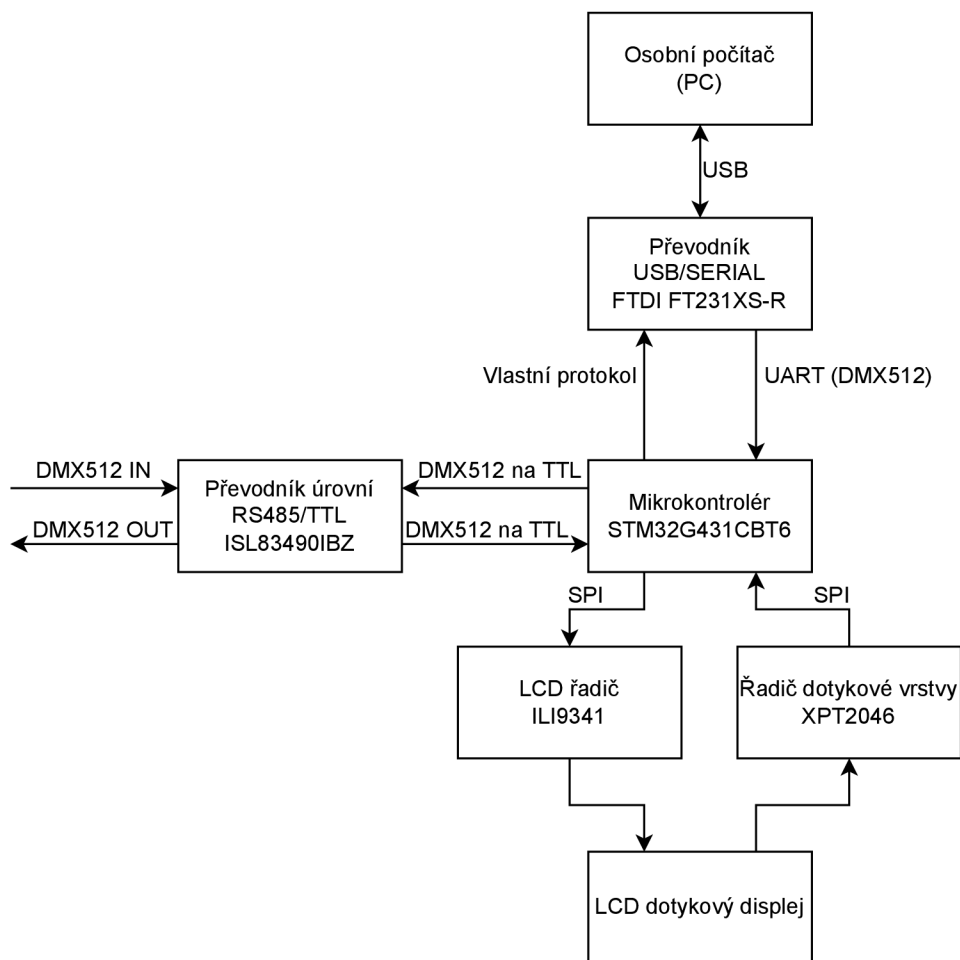 Osobní počítač
(PC)
USB
Převodník
USB/SERIAL
FTDI FT231XS-R
Vlastní protokol
UART (DMX512)
DMX512 IN
DMX512 OUT
Převodník úrovní
RS485/TTL
ISL83490IBZ
DMX512 na TTL
DMX512 na TTL
Mikrokontrolér
STM32G431CBT6
SPI
SPI
LCD řadič
ILI9341
Řadič dotykové vrstvy
XPT2046
LCD dotykový displej